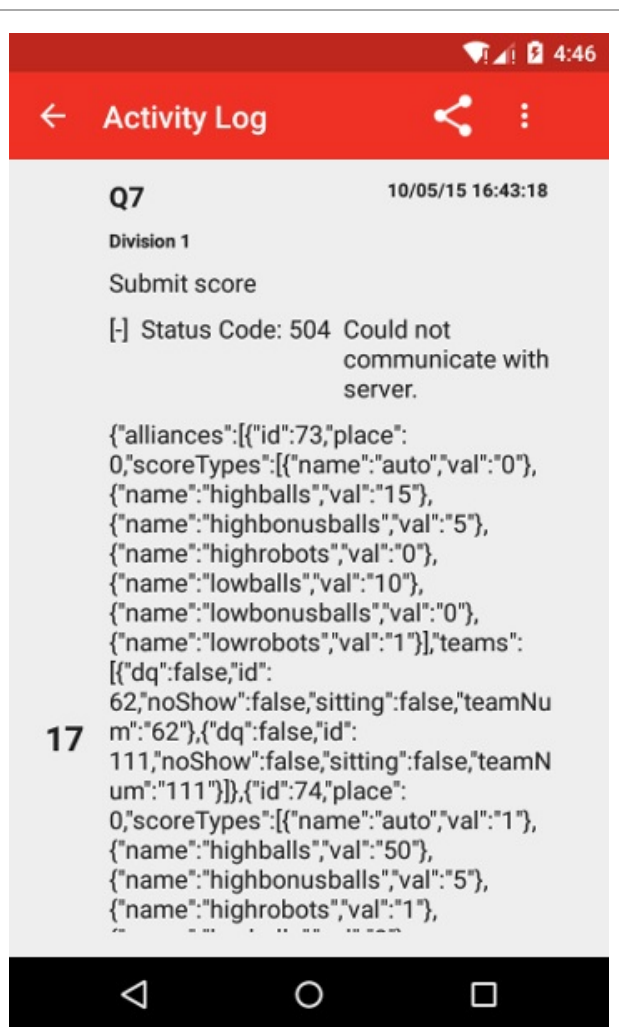 4:46
Activity Log
Q7 10/05/15 16:43:18
Division 1
Submit score
[-] Status Code: 504 Could not
communicate with
server.
{"alliances":[{"id":73,"place":
0,"scoreTypes":[{"name":"auto","val":"0"},
{"name":"highballs","val":"15"},
{"name":"highbonusballs","val":"5"},
{"name":"highrobots","val":"0"},
{"name":"lowballs","val":"10"},
{"name":"lowbonusballs","val":"0"},
{"name":"lowrobots","val":"1"}],"teams":
[{"dq":false,"id":
62,"noShow":false,"sitting":false,"teamNu
17 m":"62"},{"dq":false,"id":
111,"noShow":false,"sitting":false,"teamN
um":"111"}]},{"id":74,"place":
0,"scoreTypes":[{"name":"auto","val":"1"},
{"name":"highballs","val":"50"},
{"name":"highbonusballs","val":"5"},
{"name":"highrobots","val":"1"},